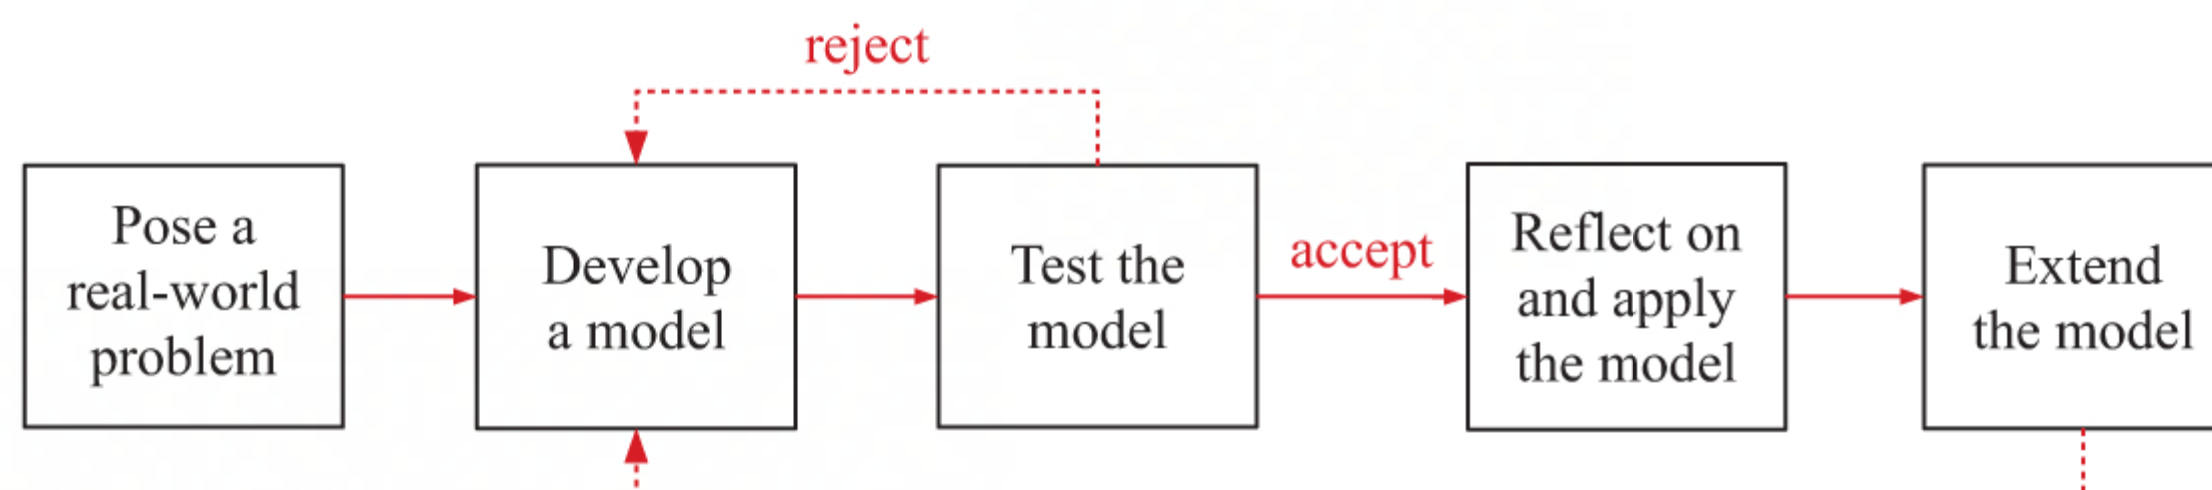 reject
Pose a
real-world
problem
Develop
a model
Test the
model
accept
Reflect on
and apply
the model
Extend
the model